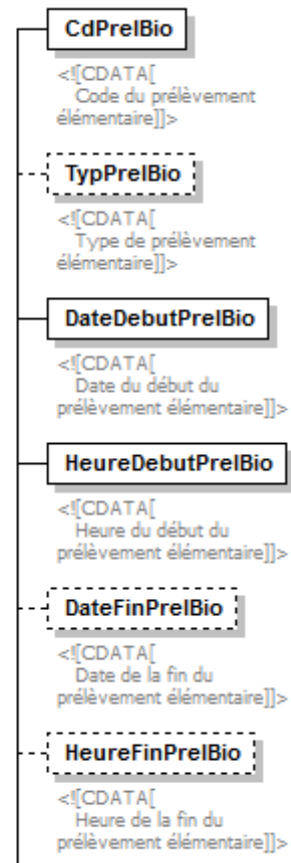 CdPrelBio
<![CDATA[
Code du prélèvement
élémentaire]]>
TypPrelBio
<![CDATA[
Type de prélèvement
élémentaire]]>
DateDebutPrelBio
<![CDATA[
Date du début du
prélèvement élémentaire]]>
HeureDebutPrelBio
<![CDATA[
Heure du début du
prélèvement élémentaire]]>
DateFinPrelBio
<![CDATA[
Date de la fin du
prélèvement élémentaire]]>
HeureFinPrelBio
<![CDATA[
Heure de la fin du
prélèvement élémentaire]]>